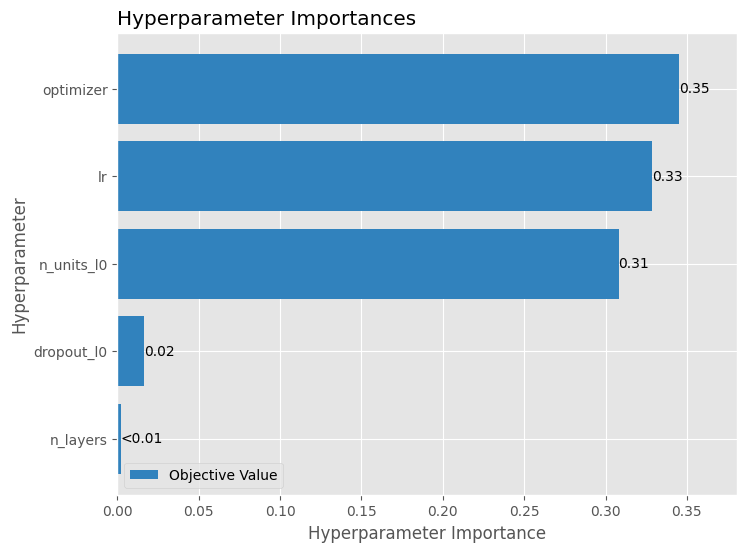 Hyperparameter Importances
optimizer
0.35
lr
0.33
n_units_l0
0.31
dropout_l0
0.02
n_layers
<0.01
Objective Value
0.00 0.05 0.10 0.15 0.20 0.25 0.30 0.35
Hyperparameter Importance
Hyperparameter